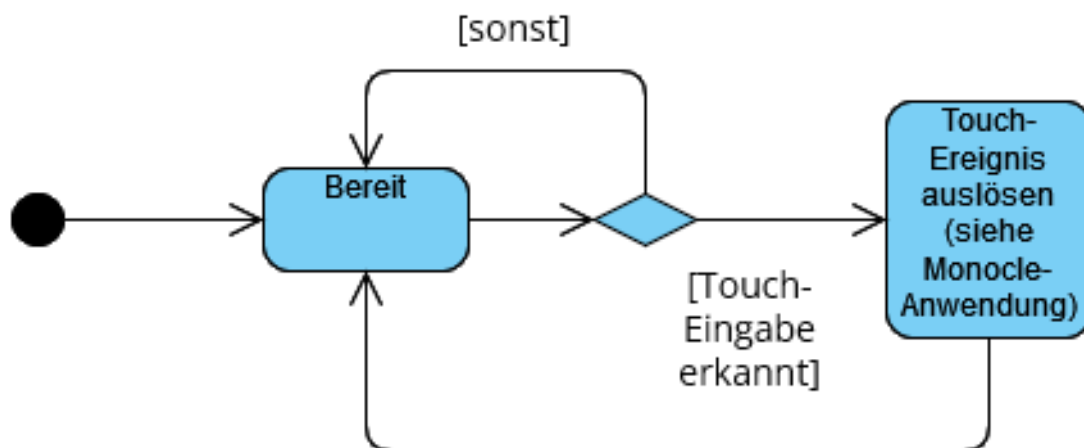 [sonst]
Bereit
Touch-
Ereignis
auslösen
(siehe
Monocle-
Anwendung)
[Touch-
Eingabe
erkannt]